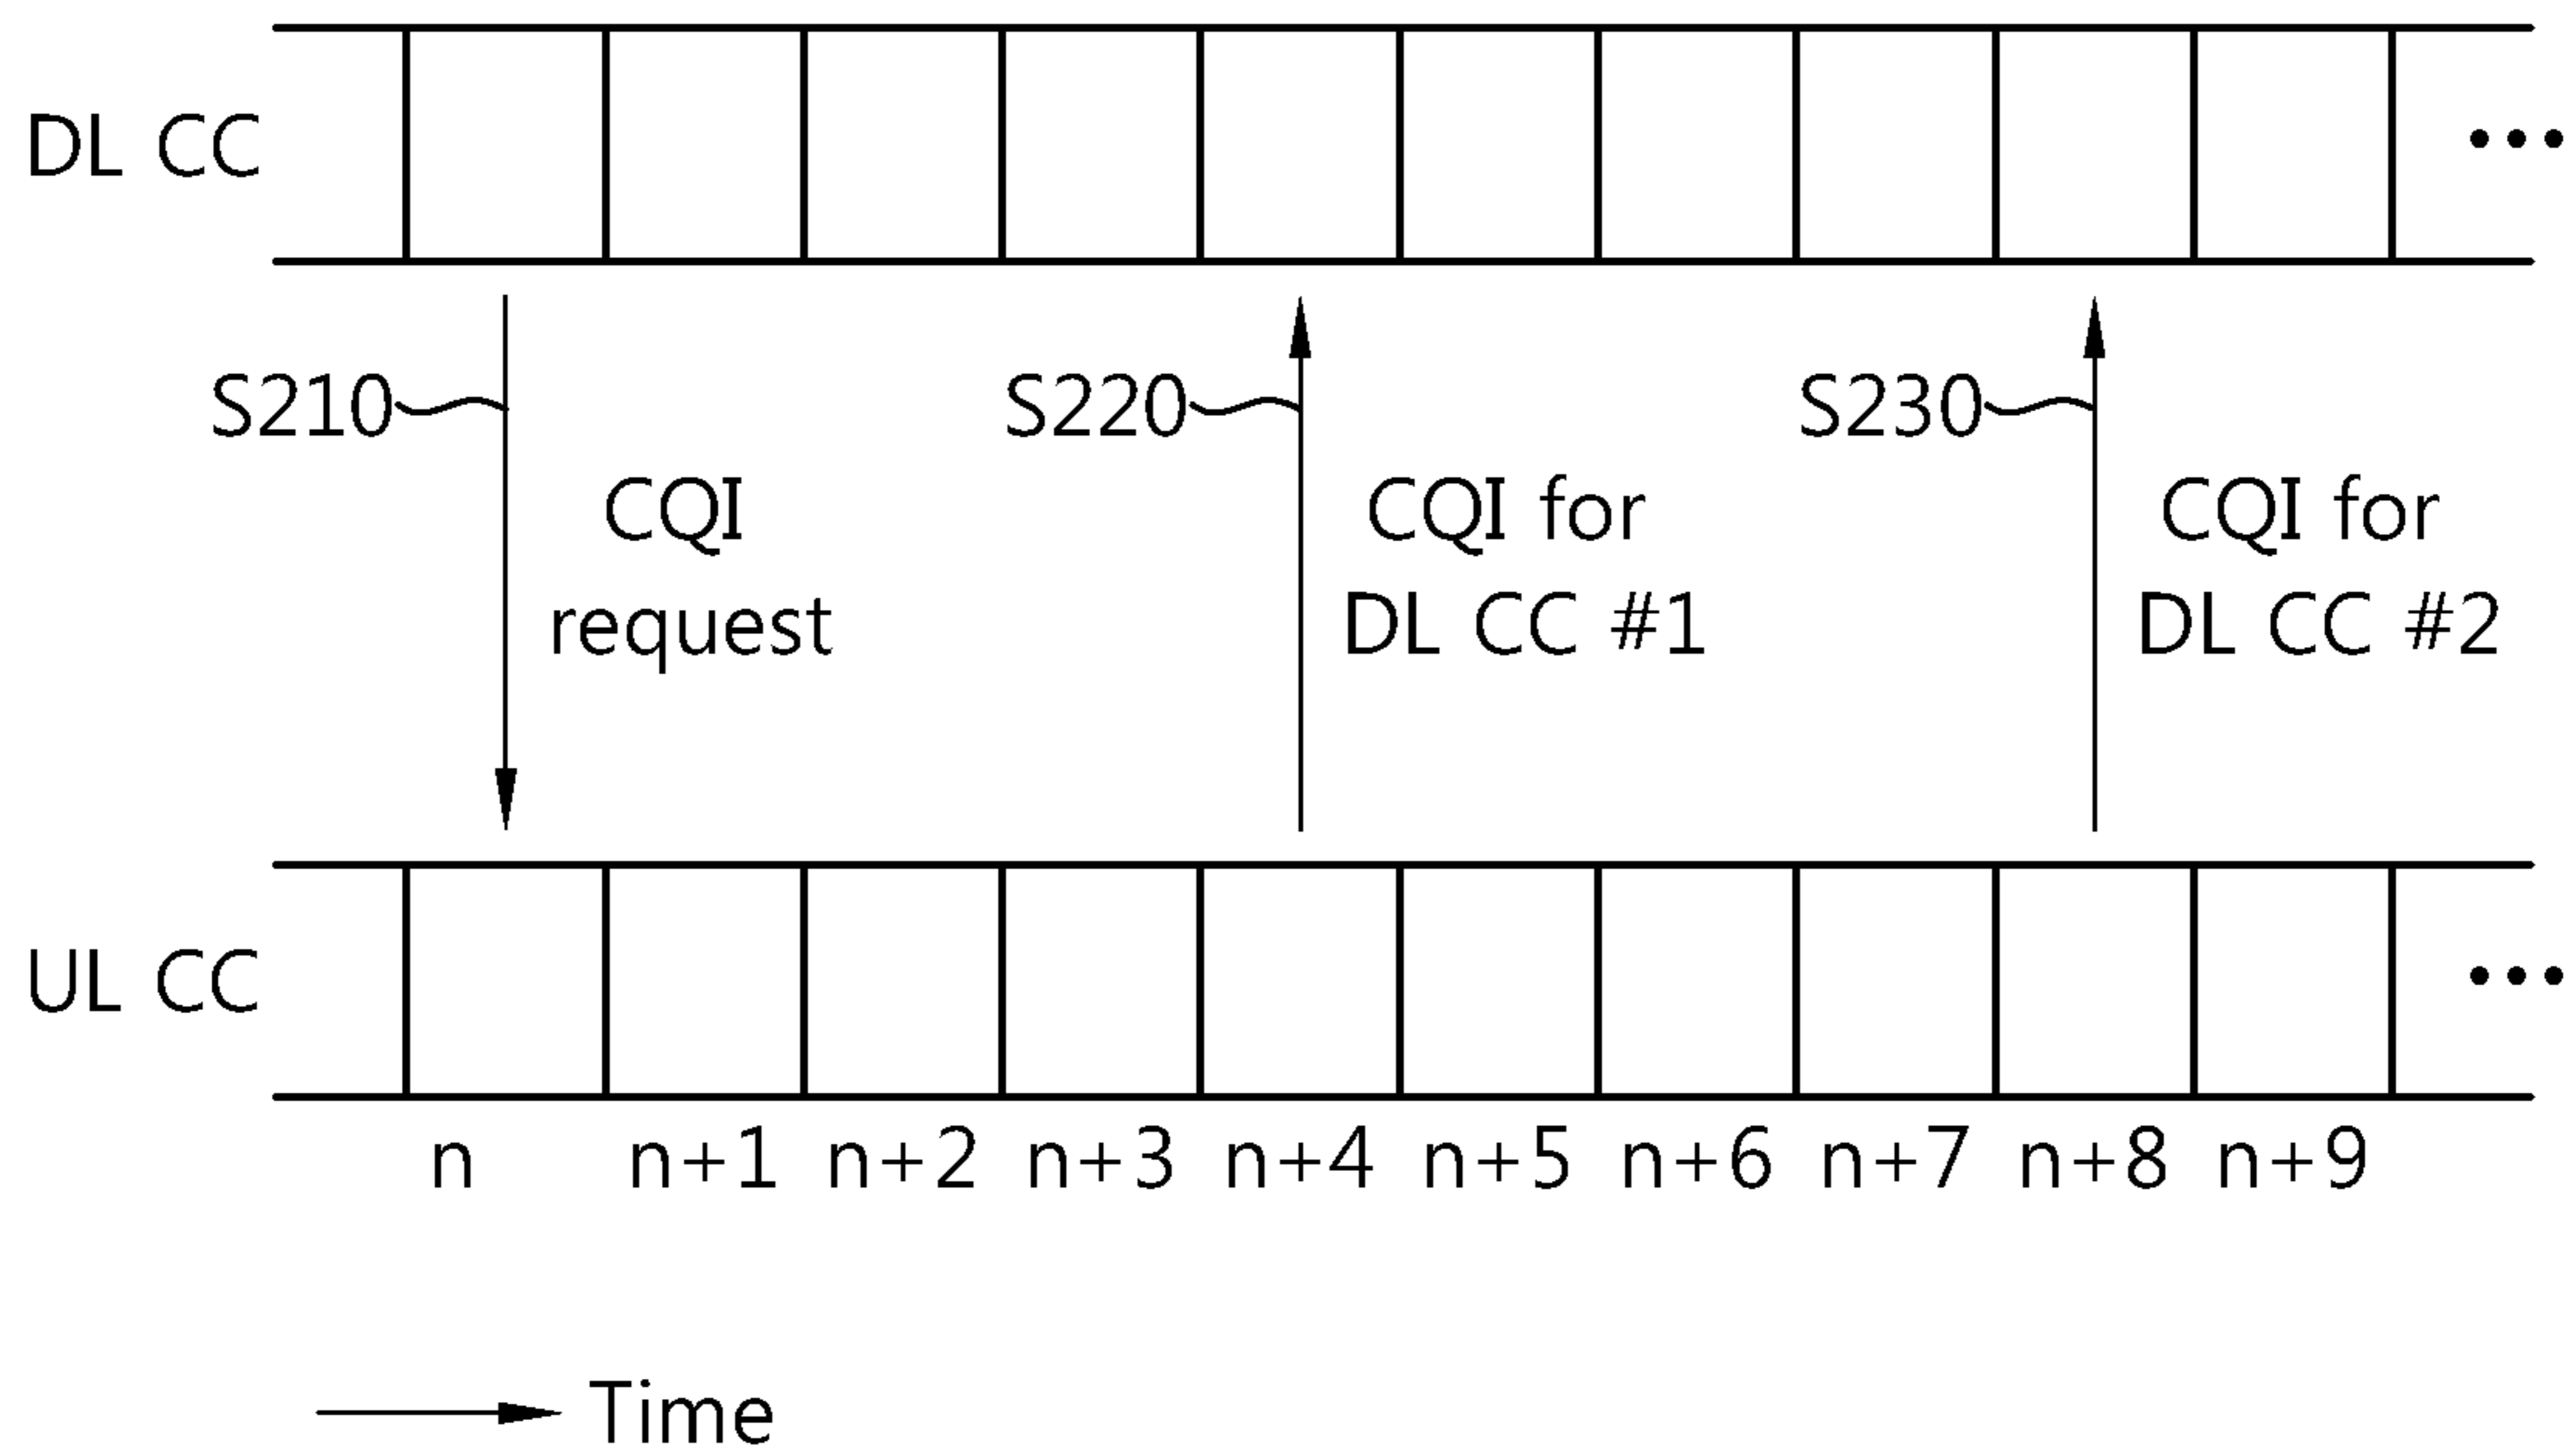 DL CC
...
S210
S220
S230
CQI
request
CQI for
DL CC #1
CQI for
DL CC #2
UL CC
...
n n+1 n+2 n+3 n+4 n+5 n+6 n+7 n+8 n+9
Time